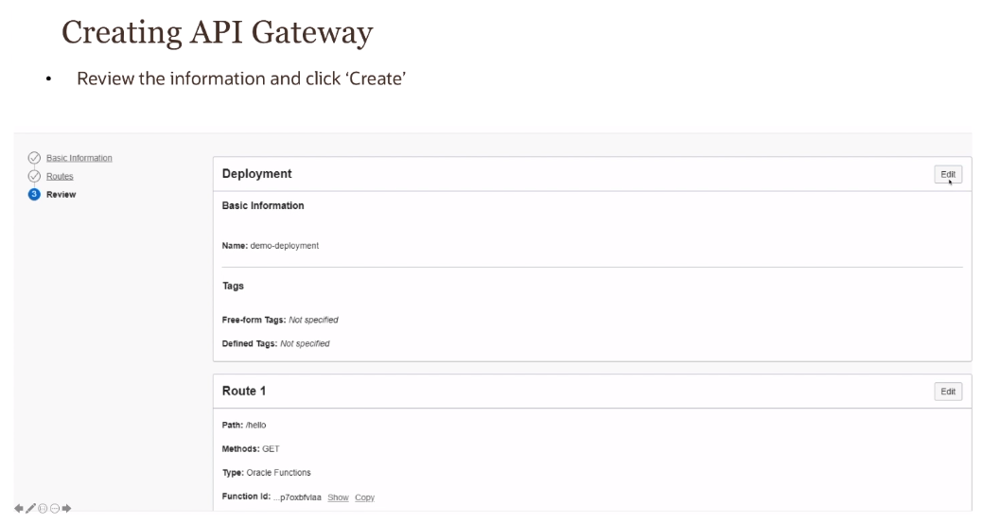 Creating API Gateway
• Review the information and click ‘Create’
Basic Information
Routes
3 Review
Deployment
Edit
Basic Information
Name: demo-deployment
Tags
Free-form Tags: Not specified
Defined Tags: Not specified
Route 1
Edit
Path: /hello
Methods: GET
Type: Oracle Functions
Function Id: ...p7oxbfvlaa Show Copy